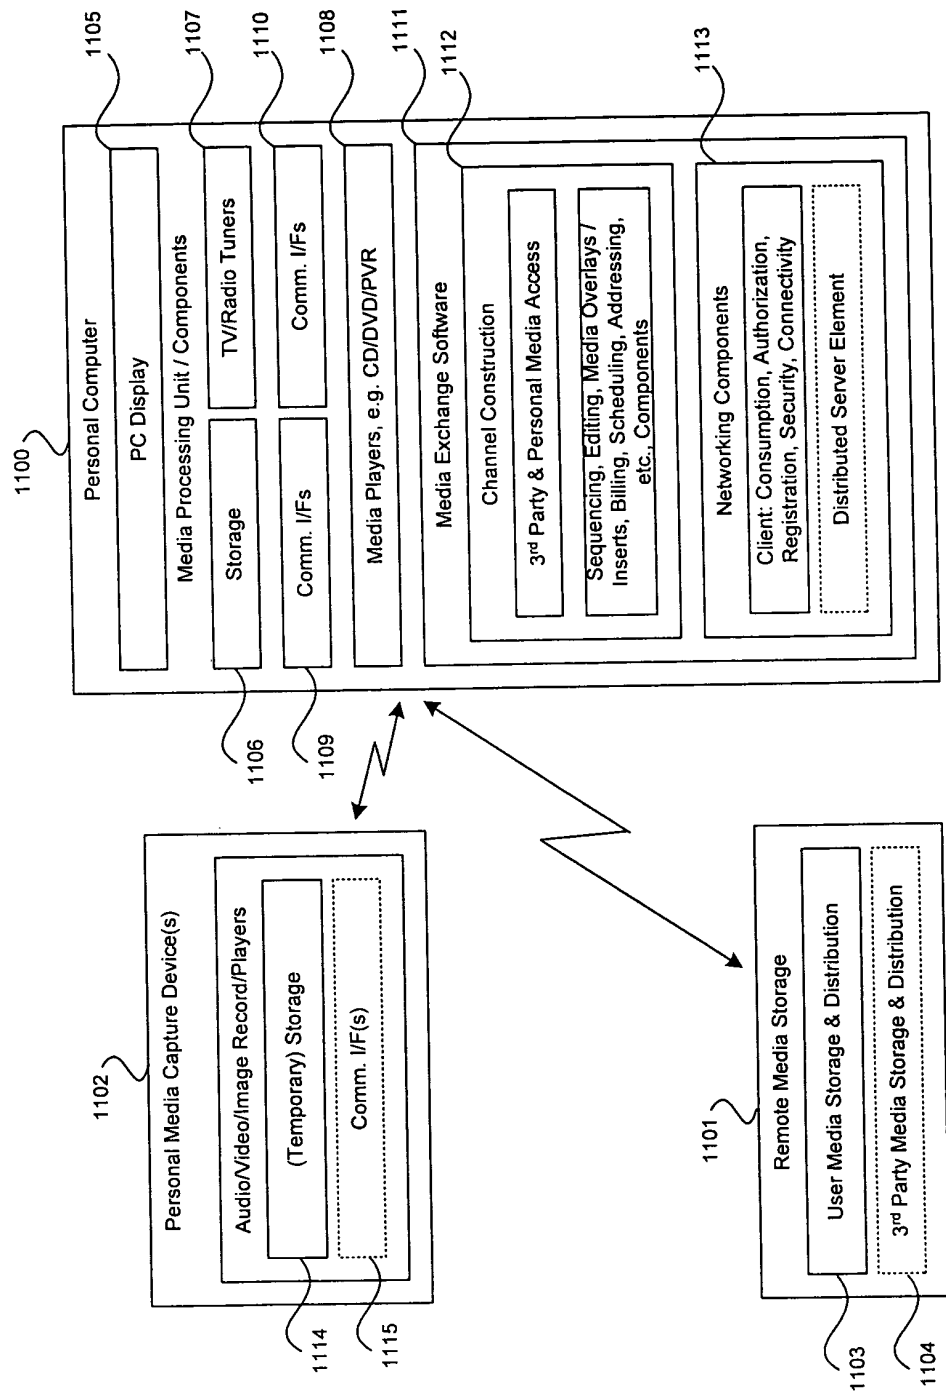 1100
Personal Computer
1105
PC Display
Media Processing Unit / Components
1107
Storage
TV/Radio Tuners
1106
1110
Comm. I/Fs
Comm. I/Fs
1109
1108
Media Players, e.g. CD/DVD/PVR
1111
Media Exchange Software
1112
Channel Construction
3rd Party & Personal Media Access
Sequencing, Editing, Media Overlays /
Inserts, Billing, Scheduling, Addressing,
etc., Components
1113
Networking Components
Client: Consumption, Authorization,
Registration, Security, Connectivity
Distributed Server Element
1102
Personal Media Capture Device(s)
Audio/Video/Image Record/Players
(Temporary) Storage
1114
Comm. I/F(s)
1115
1101
Remote Media Storage
User Media Storage & Distribution
1103
3rd Party Media Storage & Distribution
1104